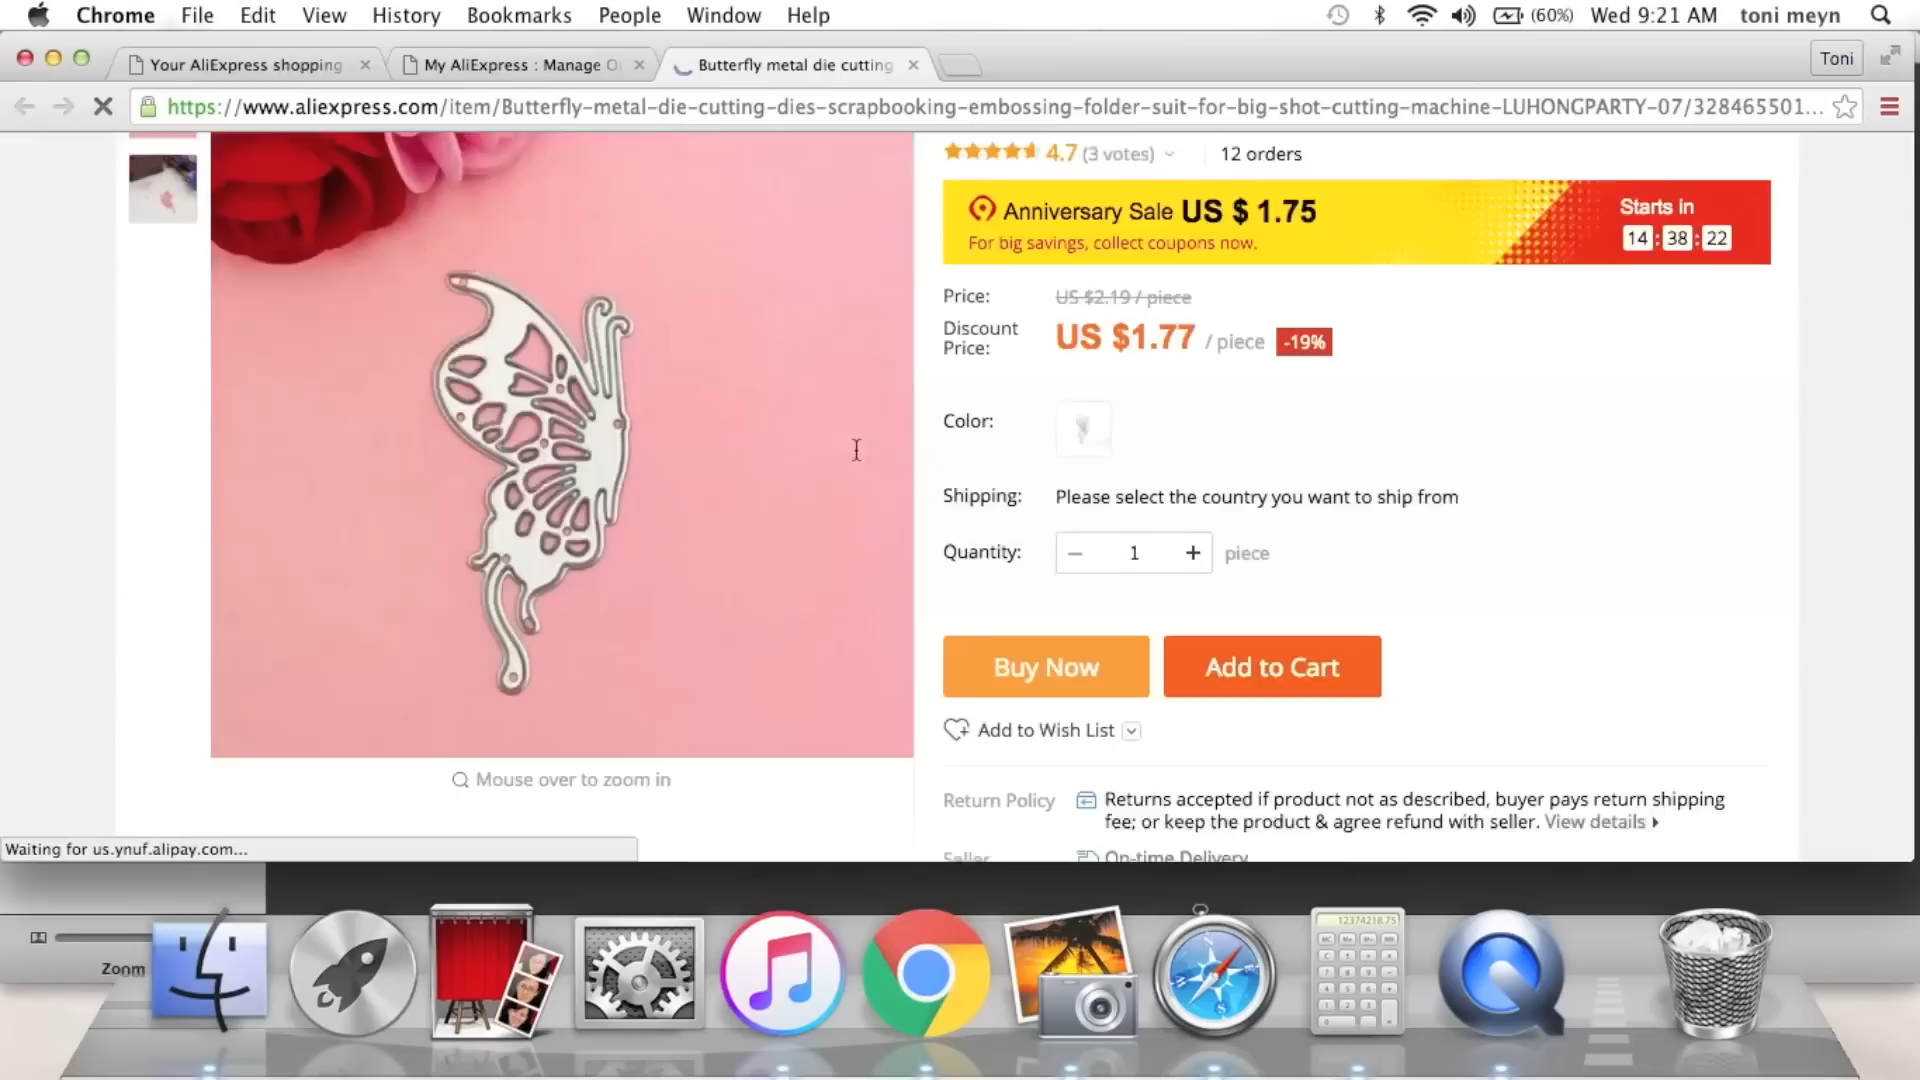 Chrome File Edit View History Bookmarks People Window Help (60%) Wed 9:21 AM toni meyn
Your AliExpress shopping My AliExpress : Manage O Butterfly metal die cutting Toni
https://www.aliexpress.com/item/Butterfly-metal-die-cutting-dies-scrapbooking-embossing-folder-suit-for-big-shot-cutting-machine-LUHONGPARTY-07/328465501...
4.7 (3 votes) 12 orders
Anniversary Sale US $ 1.75
For big savings, collect coupons now.
Starts in
14 : 38 : 22
Price: US $2.19 / piece
Discount Price: US $1.77 / piece -19%
Color:
Shipping: Please select the country you want to ship from
Quantity: 1 piece
Buy Now Add to Cart
Add to Wish List
Mouse over to zoom in
Return Policy Returns accepted if product not as described, buyer pays return shipping
fee; or keep the product & agree refund with seller. View details
Seller On-time Delivery
Waiting for us.ynuf.alipay.com...
Zoom
12374218.75